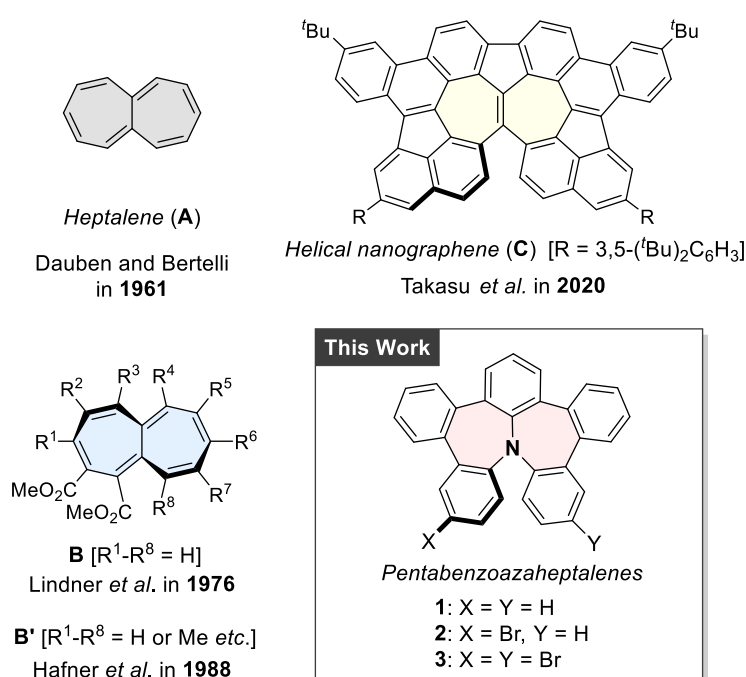 Heptalene (A)
Dauben and Bertelli
in 1961
tBu
tBu
R
R
Helical nanographene (C) [R = 3,5-(tBu)2C6H3]
Takasu et al. in 2020
R1
R2
R3
R4
R5
R6
R7
R8
MeO2C
MeO2C
B [R1-R8 = H]
Lindner et al. in 1976
B' [R1-R8 = H or Me etc.]
Hafner et al. in 1988
This Work
N
X
Y
Pentabenzoazaheptalenes
1: X = Y = H
2: X = Br, Y = H
3: X = Y = Br